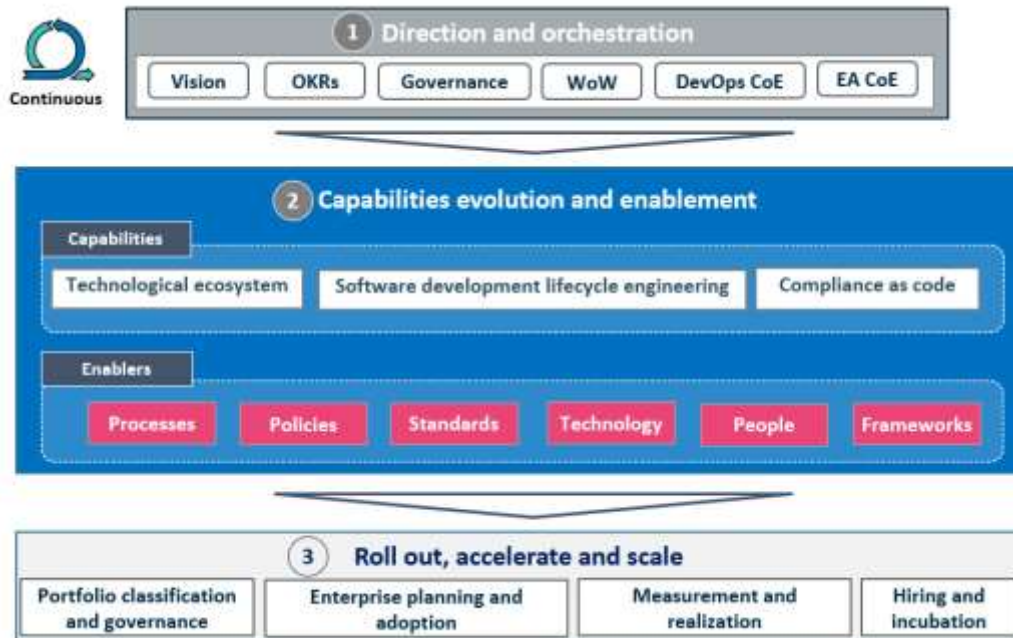 1 Direction and orchestration
Continuous
Vision
OKRs
Governance
WoW
DevOps CoE
EA CoE
2 Capabilities evolution and enablement
Capabilities
Technological ecosystem
Software development lifecycle engineering
Compliance as code
Enablers
Processes
Policies
Standards
Technology
People
Frameworks
3 Roll out, accelerate and scale
Portfolio classification
and governance
Enterprise planning and
adoption
Measurement and
realization
Hiring and
incubation